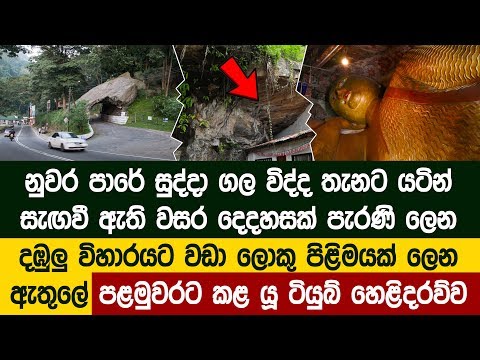 නුවර පාරේ සුද්දා ගල විද්ද තැනට යටින්
සැඟවී ඇති වසර දෙදහසක් පැරණි ලෙන
දඹුලු විහාරයට වඩා ලොකු පිළිමයක් ලෙන
ඇතුලේ පළමුවරට කළ යූ ටියුබ් හෙළිදරව්ව